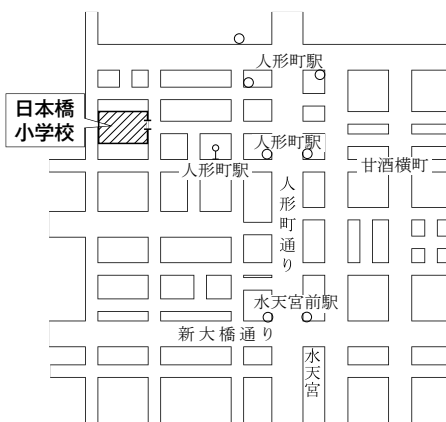 人形町駅
日本橋
小学校
人形町駅
甘酒横町
人形町駅
人形町通り
水天宮前駅
新大橋通り
水天宮